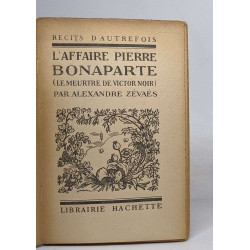 RÉCITS D'AUTREFOIS
L'AFFAIRE PIERRE
BONAPARTE
(LE MEURTRE DE VICTOR NOIR)
PAR ALEXANDRE ZÉVAÈS
LIBRAIRIE HACHETTE